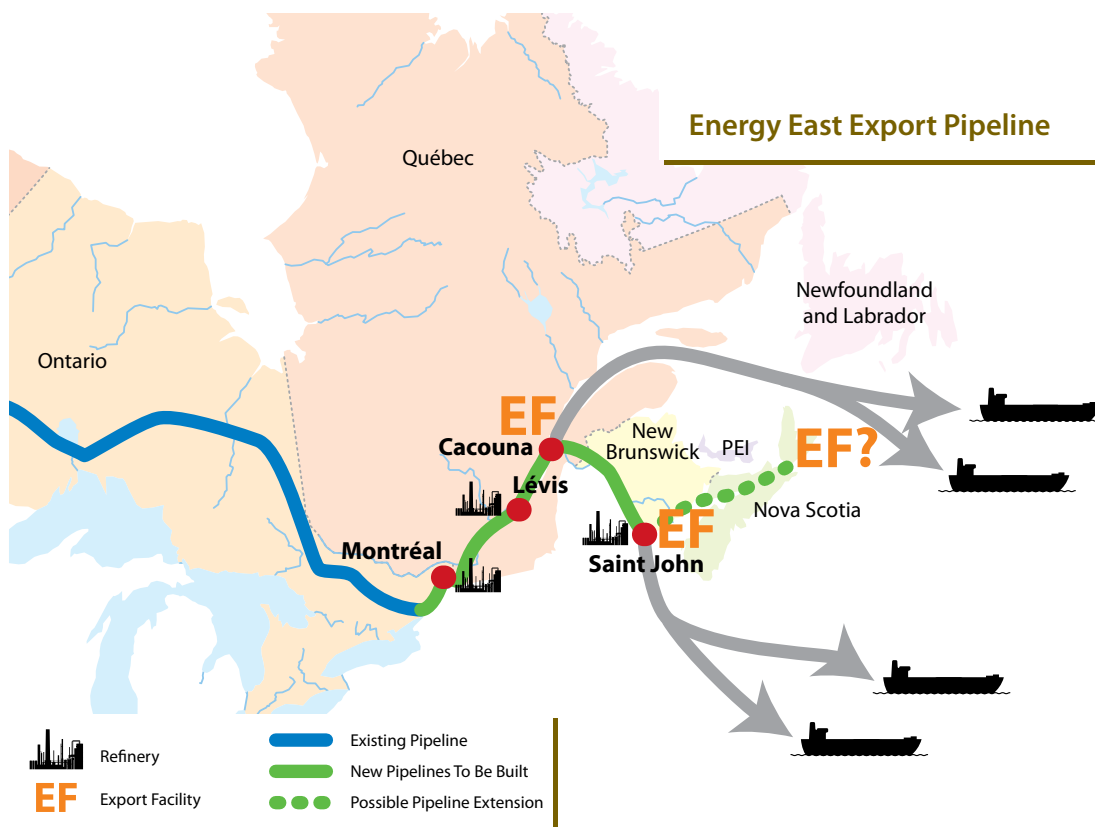 Energy East Export Pipeline
Québec
Newfoundland
and Labrador
Ontario
EF
Cacouna
New
Brunswick
PEI
EF?
Lévis
Nova Scotia
EF
Montréal
Saint John
Refinery
EF
Export Facility
Existing Pipeline
New Pipelines To Be Built
Possible Pipeline Extension